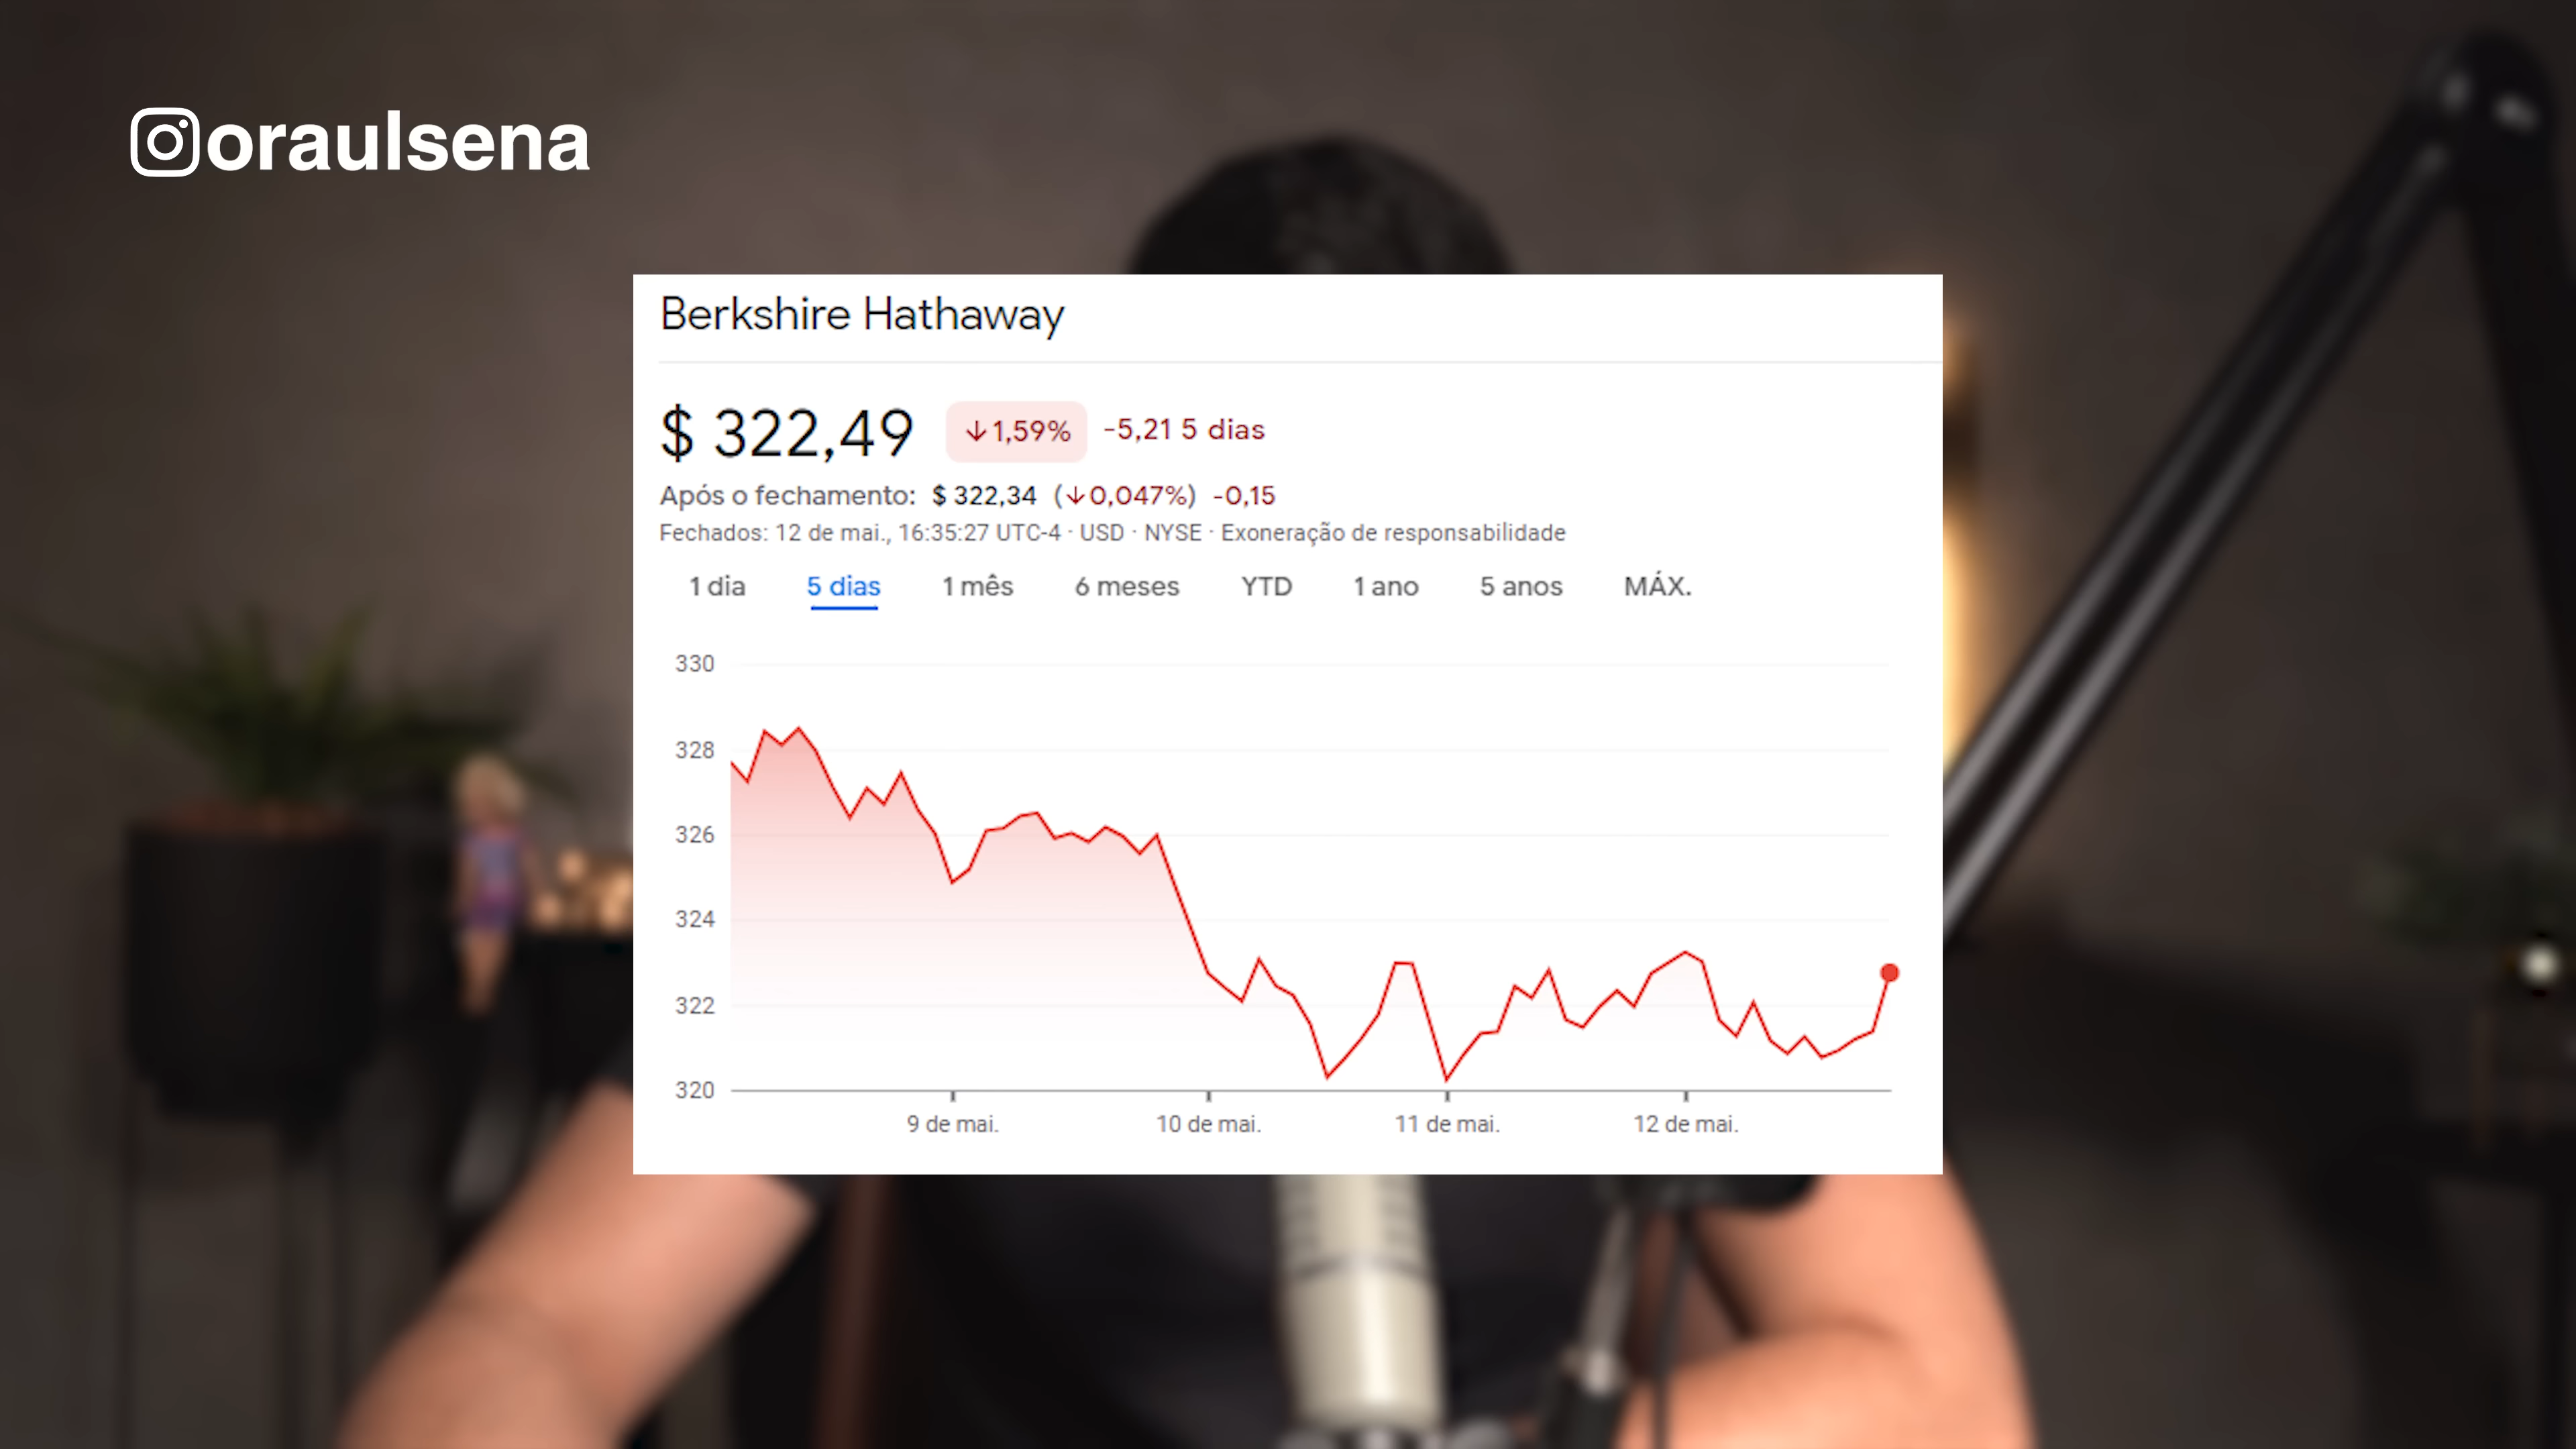 oraulsena
Berkshire Hathaway
$ 322,49 ↓1,59% -5,21 5 dias
Após o fechamento: $ 322,34 (↓0,047%) -0,15
Fechados: 12 de mai., 16:35:27 UTC-4 · USD · NYSE · Exoneração de responsabilidade
1 dia 5 dias 1 mês 6 meses YTD 1 ano 5 anos MÁX.
330
328
326
324
322
320
9 de mai. 10 de mai. 11 de mai. 12 de mai.